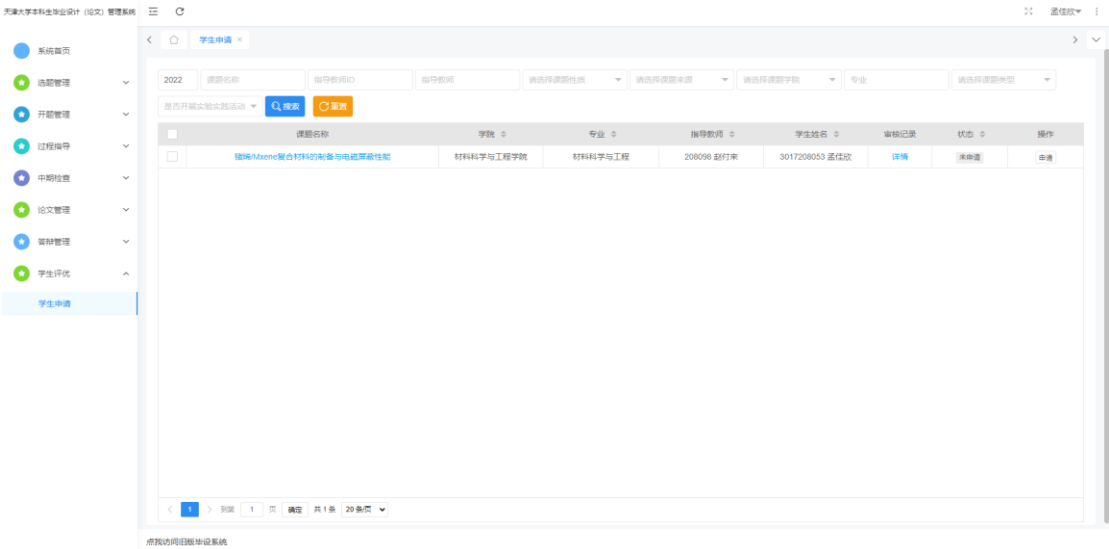 天津大学本科生毕业设计（论文）管理系统
孟佳欣
系统首页
选题管理
开题管理
过程指导
中期检查
论文管理
答辩管理
学生评优
学生申请
学生申请 ×
2022 课题名称 指导教师ID 指导教师 请选择课题性质 请选择课题来源 请选择课题学院 专业 请选择课题类型
是否开展实验实践活动 搜索 重置
课题名称 学院 专业 指导教师 学生姓名 审核记录 状态 操作
锗烯/Mxene复合材料的制备与电磁屏蔽性能 材料科学与工程学院 材料科学与工程 208098 赵付来 3017208053 孟佳欣 详情 未申请 申请
1 到第 1 页 确定 共 1 条 20 条/页
点我访问旧版毕设系统